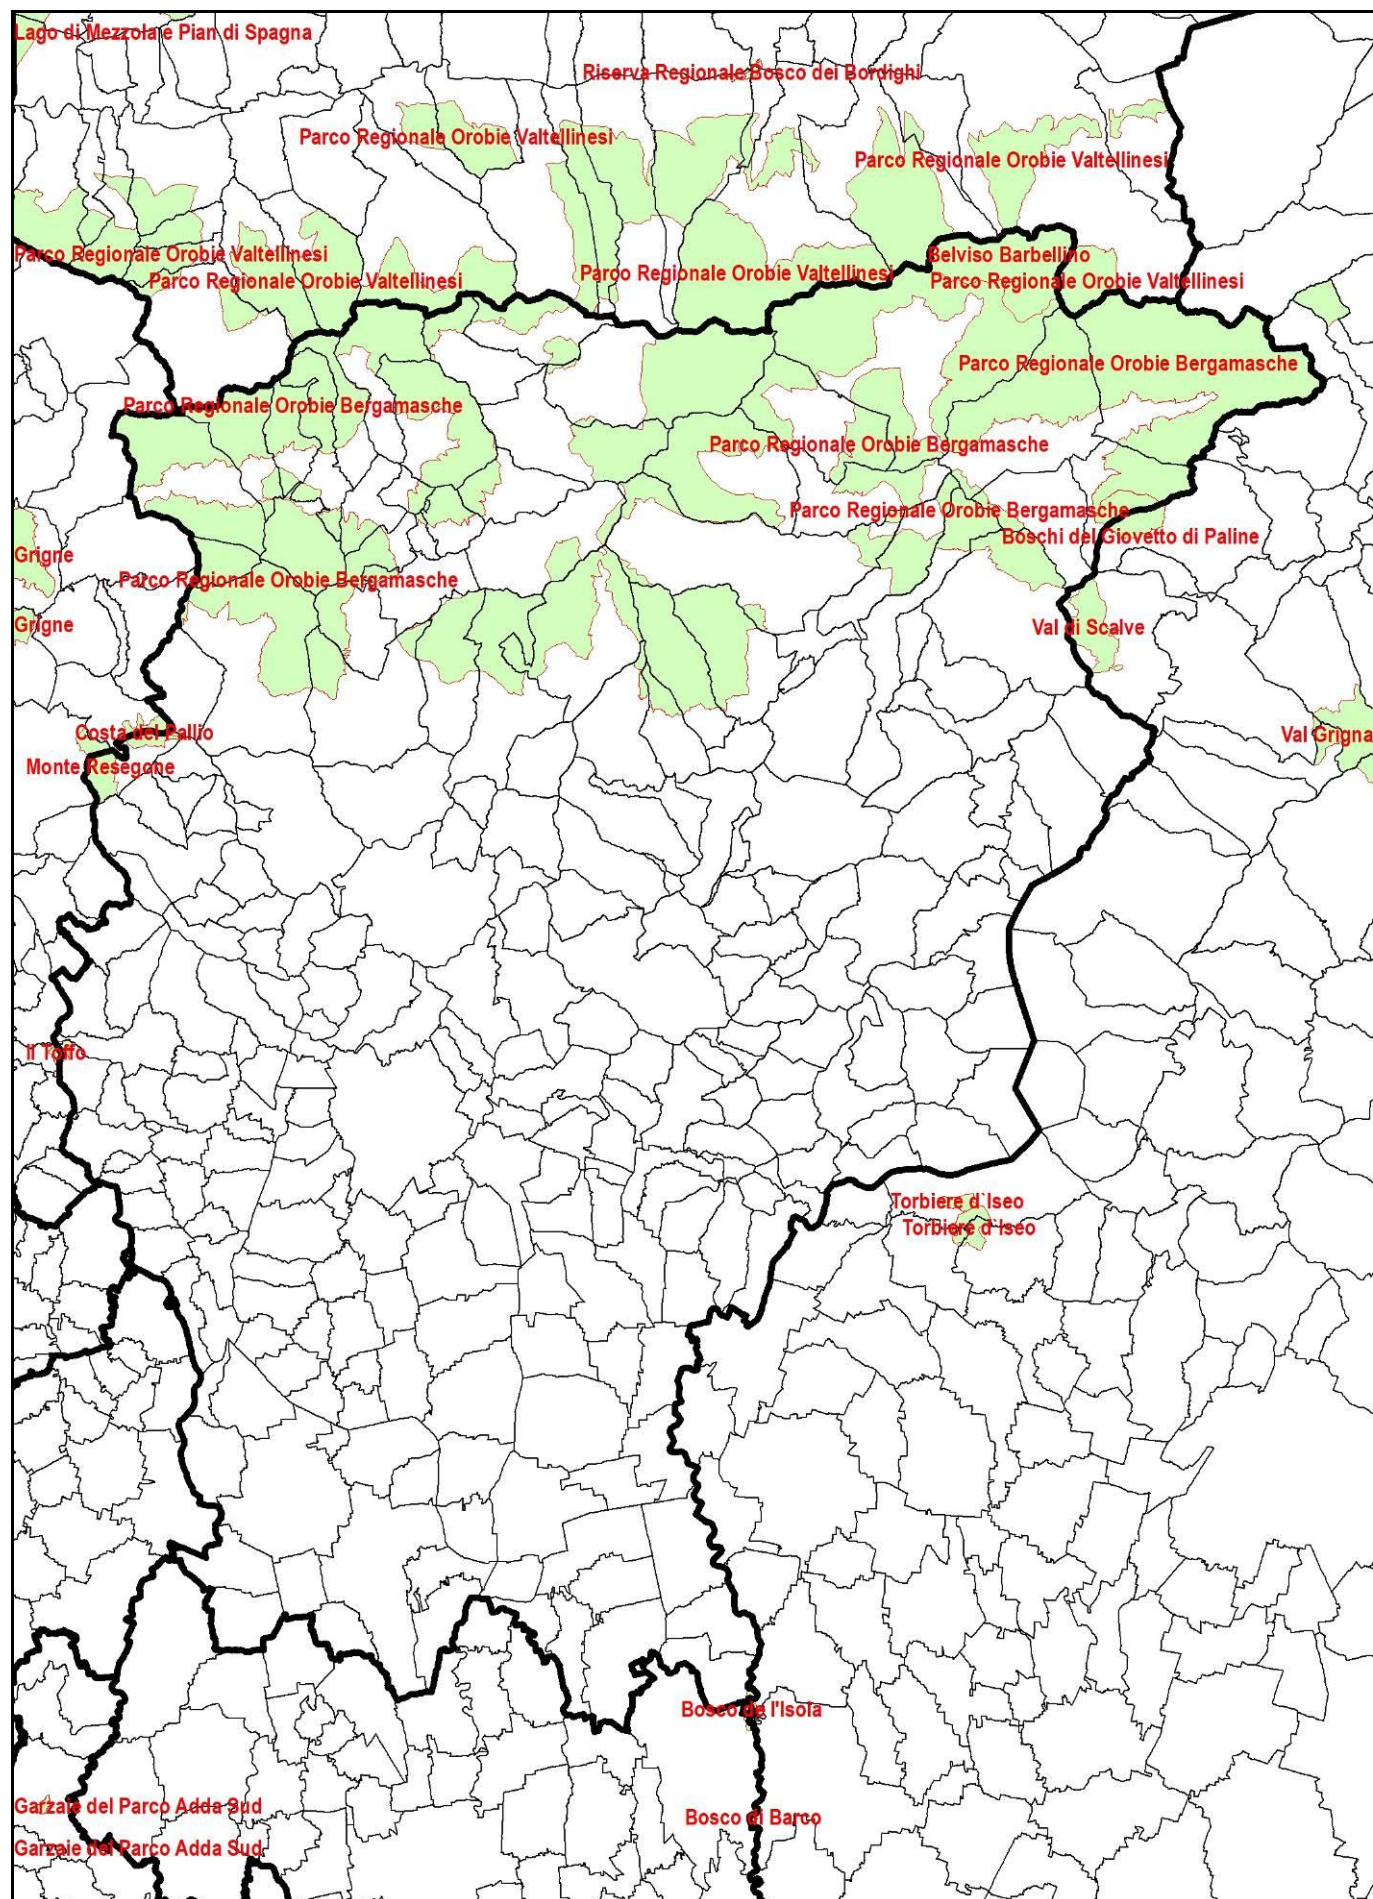 Lago di Mezzola e Pian di Spagna
Riserva Regionale Bosco dei Bordighi
Parco Regionale Orobie Valtellinesi
Parco Regionale Orobie Valtellinesi
Parco Regionale Orobie Valtellinesi
Belviso Barbellino
Parco Regionale Orobie Valtellinesi
Parco Regionale Orobie Valtellinesi
Parco Regionale Orobie Valtellinesi
Parco Regionale Orobie Bergamasche
Parco Regionale Orobie Bergamasche
Parco Regionale Orobie Bergamasche
Parco Regionale Orobie Bergamasche
Boschi del Giovetto di Paline
Grigne
Parco Regionale Orobie Bergamasche
Grigne
Val di Scalve
Costa del Pallio
Val Grigna
Monte Resegone
Il Toffo
Torbiere d`Iseo
Torbiere d`Iseo
Bosco de l'Isola
Garzaie del Parco Adda Sud
Bosco di Barco
Garzaie del Parco Adda Sud